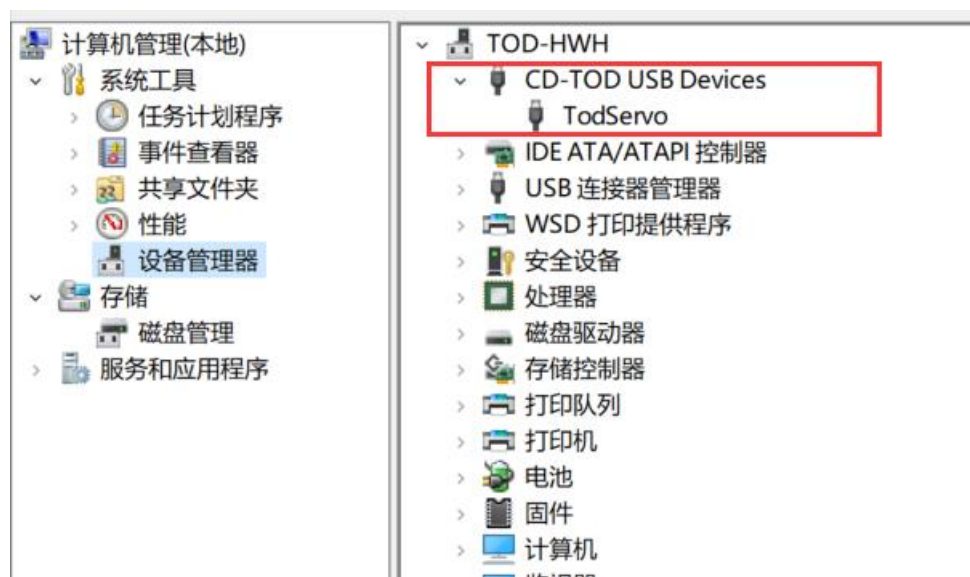 计算机管理(本地)
系统工具
任务计划程序
事件查看器
共享文件夹
性能
设备管理器
存储
磁盘管理
服务和应用程序
TOD-HWH
CD-TOD USB Devices
TodServo
IDE ATA/ATAPI 控制器
USB 连接器管理器
WSD 打印提供程序
安全设备
处理器
磁盘驱动器
存储控制器
打印队列
打印机
电池
固件
计算机